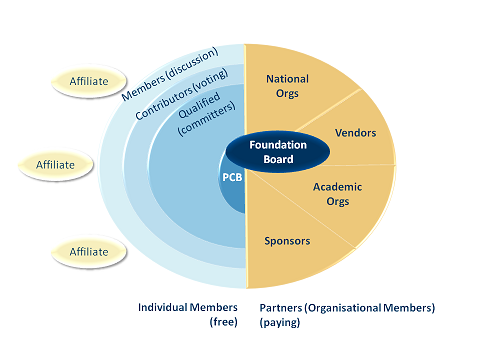 Affiliate
Affiliate
Affiliate
Members (discussion)
Contributors (voting)
Qualified
(committers)
PCB
Foundation
Board
National
Orgs
Vendors
Academic
Orgs
Sponsors
Individual Members
(free)
Partners (Organisational Members)
(paying)